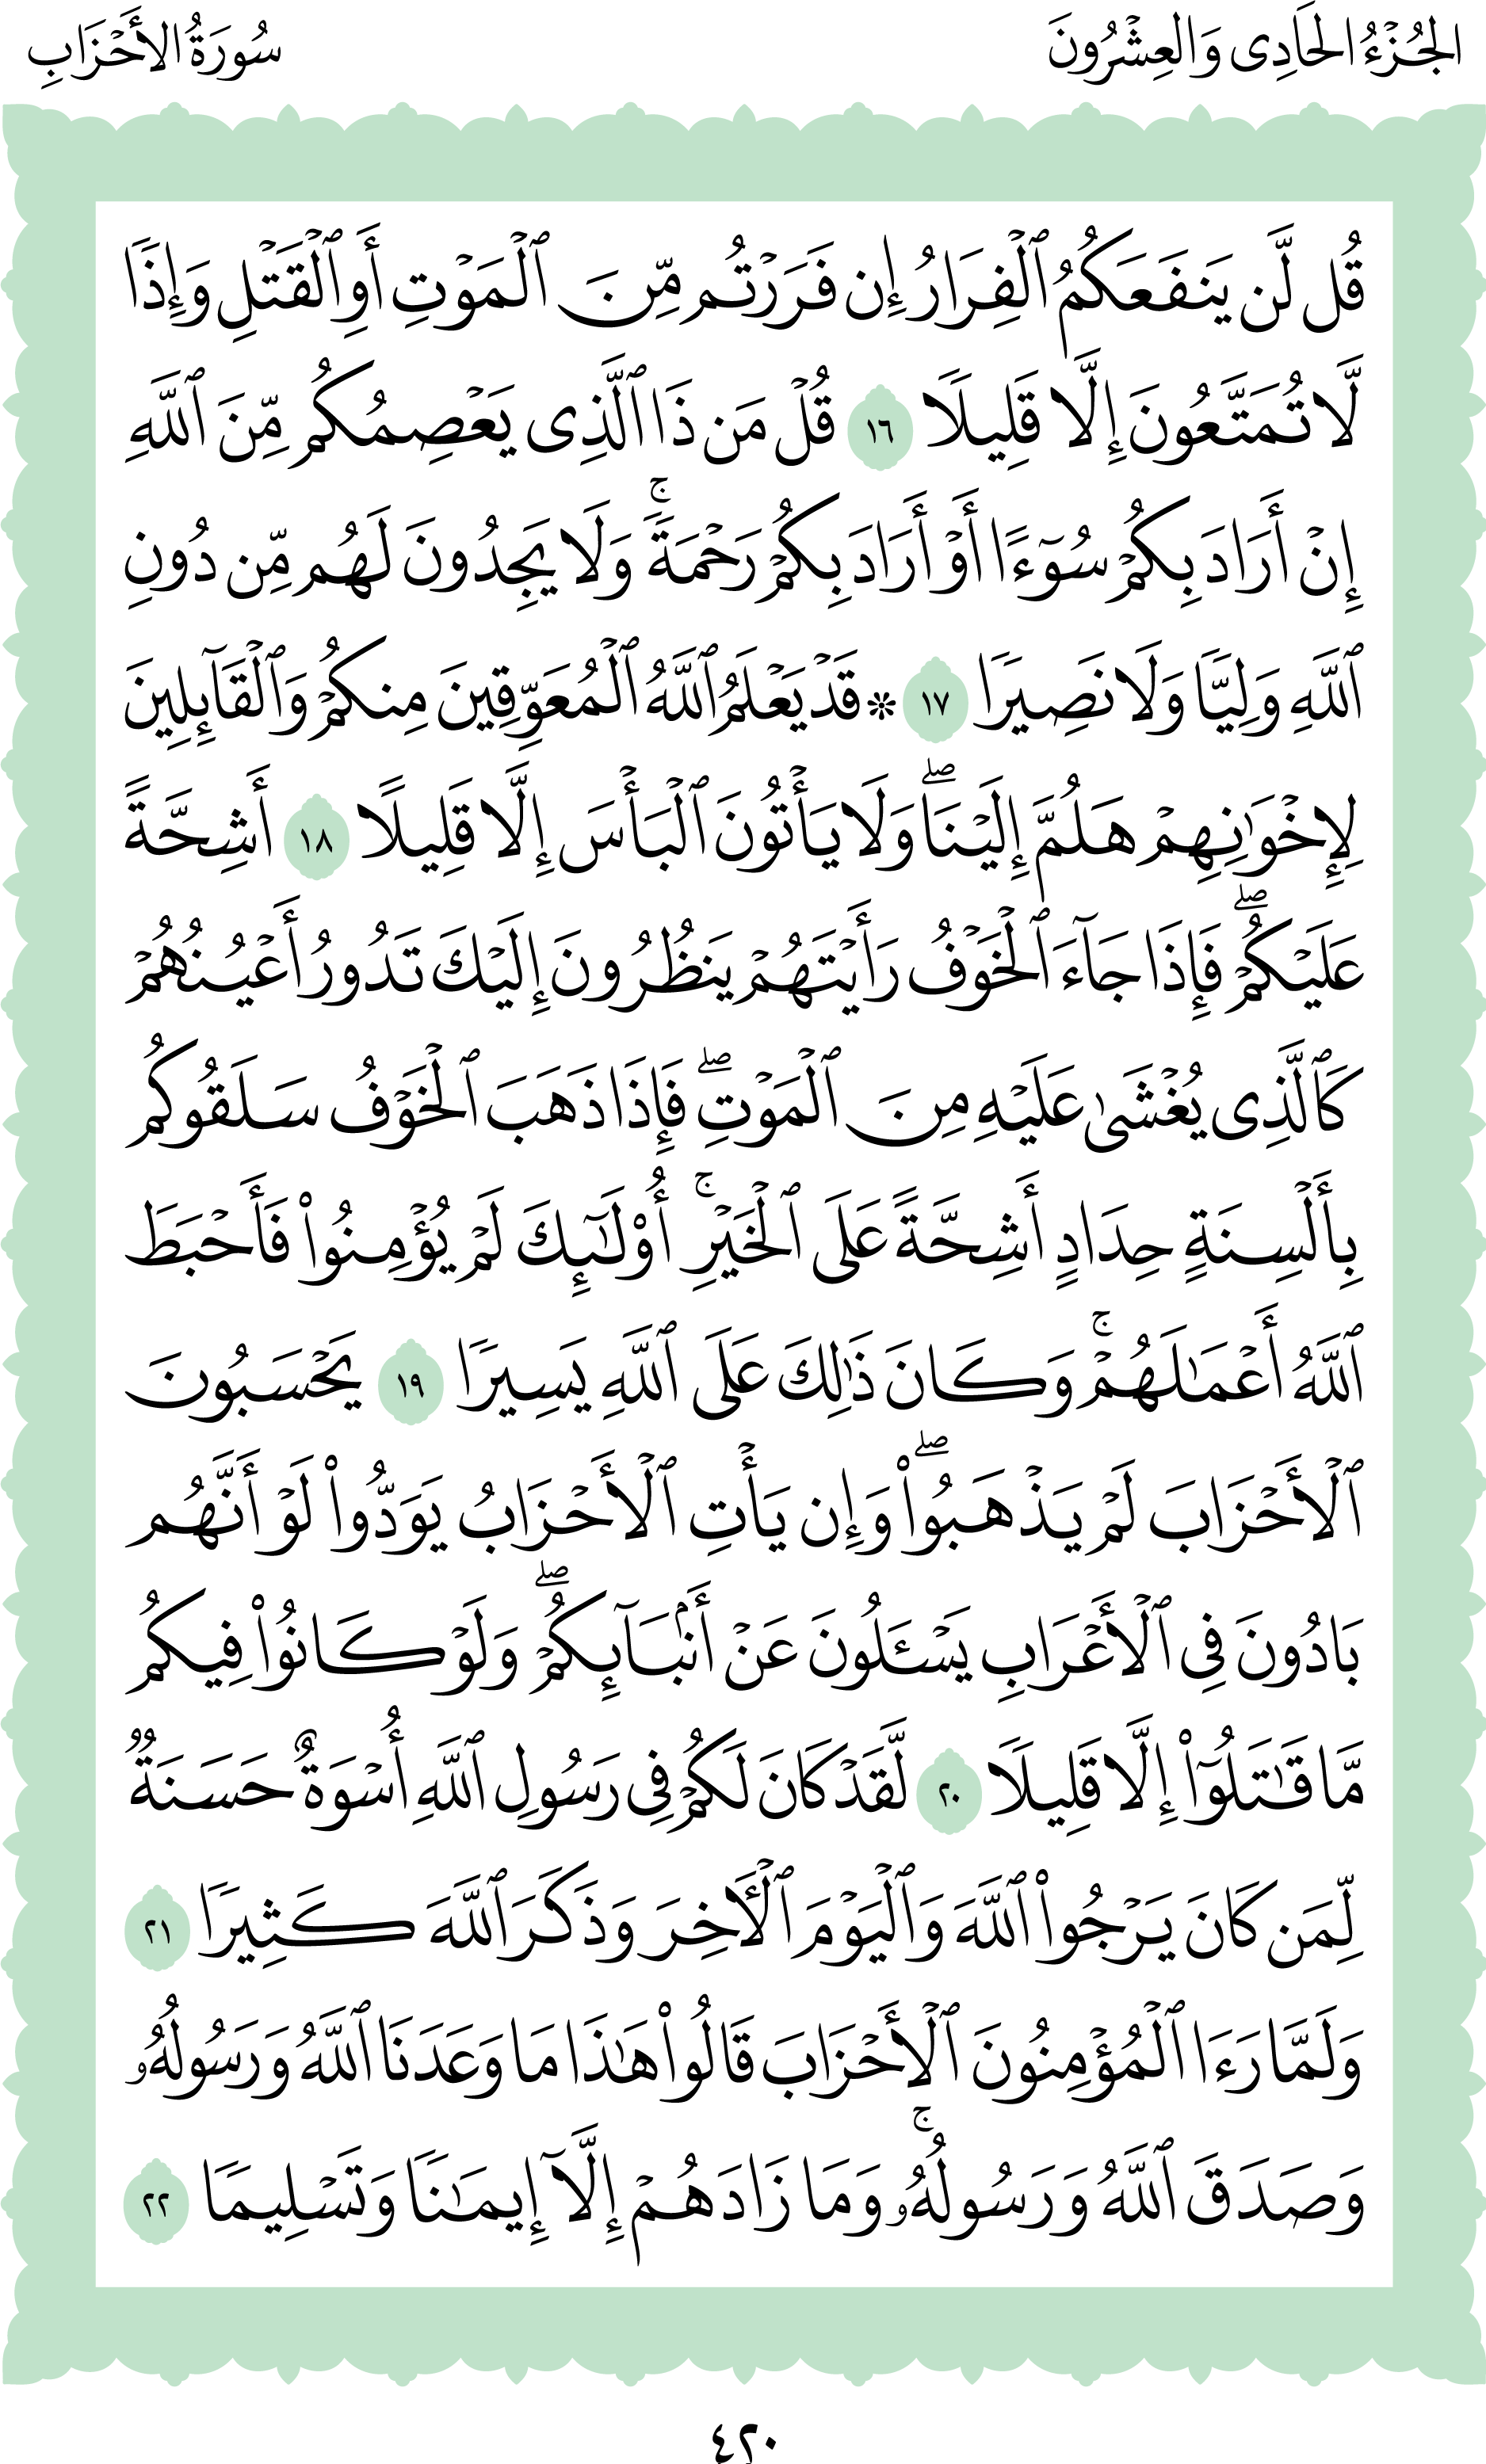 الجُزْءُ الحَادِى وَالعِشْرُونَ
سُورَةُ الأَحْزَابِ
قُل لَّن يَنفَعَكُمُ ٱلْفِرَارُ إِن فَرَرْتُم مِّنَ ٱلْمَوْتِ أَوِ ٱلْقَتْلِ وَإِذًا
لَّا تُمَتَّعُونَ إِلَّا قَلِيلًا ١٦ قُلْ مَن ذَا ٱلَّذِى يَعْصِمُكُم مِّنَ ٱللَّهِ
إِنْ أَرَادَ بِكُمْ سُوٓءًا أَوْ أَرَادَ بِكُمْ رَحْمَةًۚ وَلَا يَجِدُونَ لَهُم مِّن دُونِ
ٱللَّهِ وَلِيًّا وَلَا نَصِيرًا ١٧ ۞ قَدْ يَعْلَمُ ٱللَّهُ ٱلْمُعَوِّقِينَ مِنكُمْ وَٱلْقَآئِلِينَ
لِإِخْوَٰنِهِمْ هَلُمَّ إِلَيْنَاۖ وَلَا يَأْتُونَ ٱلْبَأْسَ إِلَّا قَلِيلًا ١٨ أَشِحَّةً
عَلَيْكُمْۖ فَإِذَا جَآءَ ٱلْخَوْفُ رَأَيْتَهُمْ يَنظُرُونَ إِلَيْكَ تَدُورُ أَعْيُنُهُمْ
كَٱلَّذِى يُغْشَىٰ عَلَيْهِ مِنَ ٱلْمَوْتِۖ فَإِذَا ذَهَبَ ٱلْخَوْفُ سَلَقُوكُم
بِأَلْسِنَةٍ حِدَادٍ أَشِحَّةً عَلَى ٱلْخَيْرِۚ أُو۟لَٰٓئِكَ لَمْ يُؤْمِنُوا۟ فَأَحْبَطَ
ٱللَّهُ أَعْمَٰلَهُمْۚ وَكَانَ ذَٰلِكَ عَلَى ٱللَّهِ يَسِيرًا ١٩ يَحْسَبُونَ
ٱلْأَحْزَابَ لَمْ يَذْهَبُوا۟ۖ وَإِن يَأْتِ ٱلْأَحْزَابُ يَوَدُّوا۟ لَوْ أَنَّهُم
بَادُونَ فِى ٱلْأَعْرَابِ يَسْـَٔلُونَ عَنْ أَنۢبَآئِكُمْۖ وَلَوْ كَانُوا۟ فِيكُم
مَّا قَٰتَلُوٓا۟ إِلَّا قَلِيلًا ٢٠ لَّقَدْ كَانَ لَكُمْ فِى رَسُولِ ٱللَّهِ أُسْوَةٌ حَسَنَةٌ
لِّمَن كَانَ يَرْجُوا۟ ٱللَّهَ وَٱلْيَوْمَ ٱلْـَٔاخِرَ وَذَكَرَ ٱللَّهَ كَثِيرًا ٢١
وَلَمَّا رَءَا ٱلْمُؤْمِنُونَ ٱلْأَحْزَابَ قَالُوا۟ هَٰذَا مَا وَعَدَنَا ٱللَّهُ وَرَسُولُهُۥ
وَصَدَقَ ٱللَّهُ وَرَسُولُهُۥۚ وَمَا زَادَهُمْ إِلَّآ إِيمَٰنًا وَتَسْلِيمًا ٢٢
٤٢٠